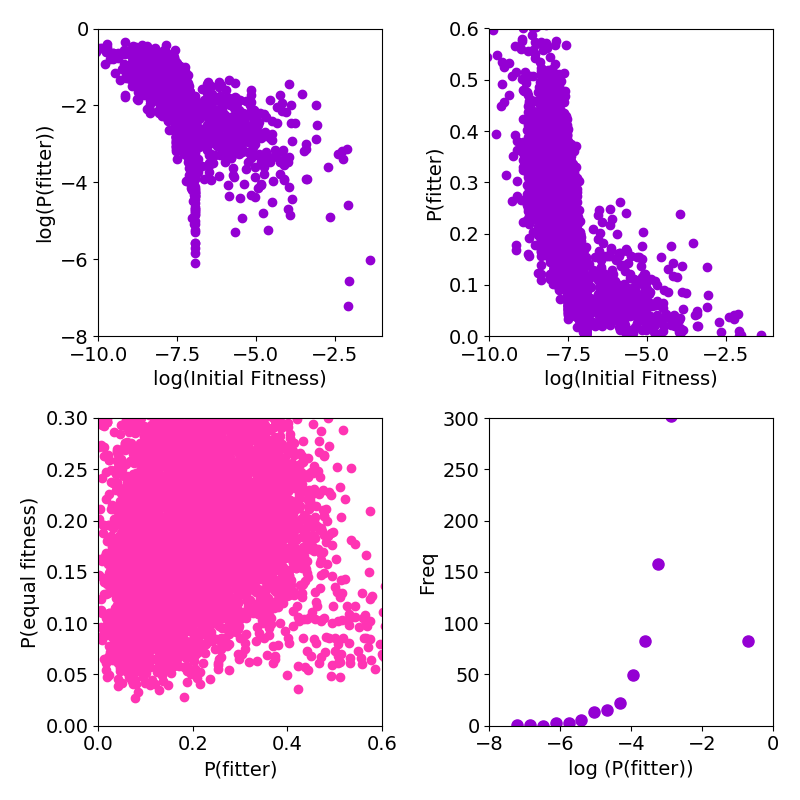 0
−2
−4
−6
−8
log(P(fitter))
−10.0 −7.5 −5.0 −2.5
log(Initial Fitness)
0.6
0.5
0.4
0.3
0.2
0.1
0.0
P(fitter)
−10.0 −7.5 −5.0 −2.5
log(Initial Fitness)
0.30
0.25
0.20
0.15
0.10
0.05
0.00
P(equal fitness)
0.0 0.2 0.4 0.6
P(fitter)
300
250
200
150
100
50
0
Freq
−8 −6 −4 −2 0
log (P(fitter))